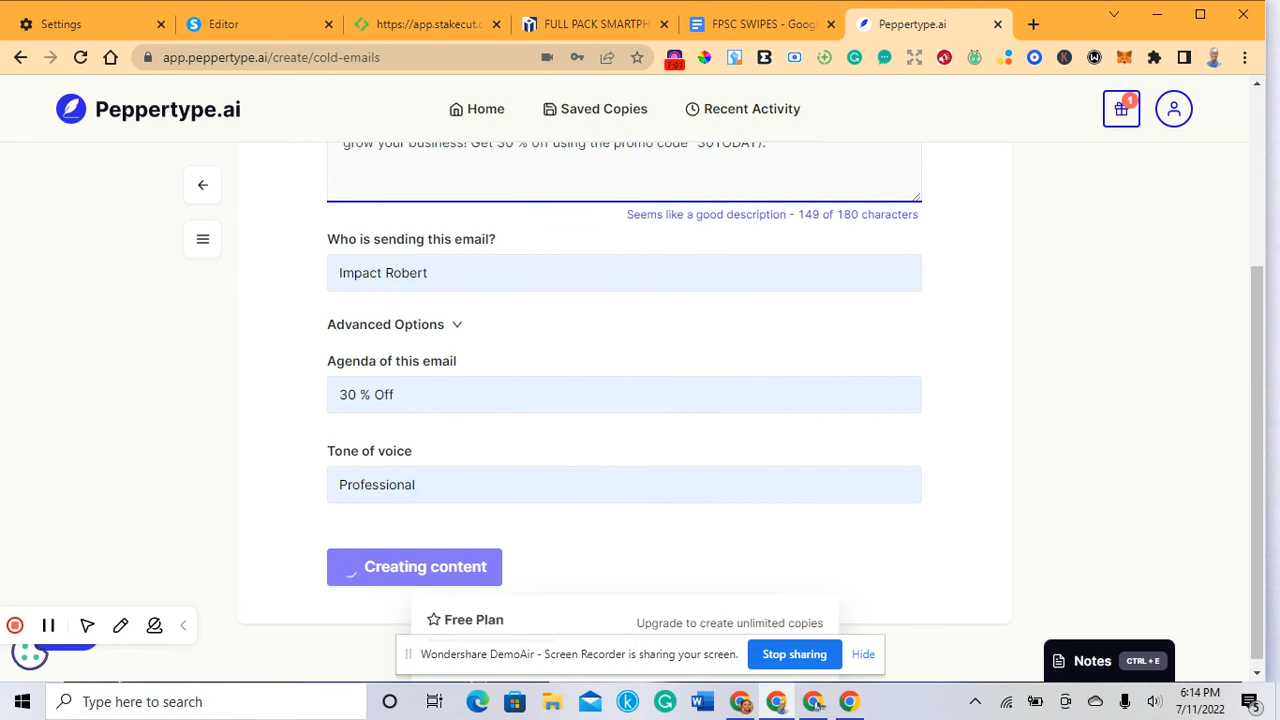 Settings
Editor
https://app.stakecut.c
FULL PACK SMARTPH
FPSC SWIPES - Goog
Peppertype.ai
app.peppertype.ai/create/cold-emails
7:01
Peppertype.ai
Home
Saved Copies
Recent Activity
1
grow your business! Get 30 % off using the promo code "30TODAY).
Seems like a good description - 149 of 180 characters
Who is sending this email?
Impact Robert
Advanced Options
Agenda of this email
30 % Off
Tone of voice
Professional
Creating content
Free Plan
Upgrade to create unlimited copies
Wondershare DemoAir - Screen Recorder is sharing your screen.
Stop sharing
Hide
Notes
CTRL + E
Type here to search
6:14 PM
7/11/2022
5